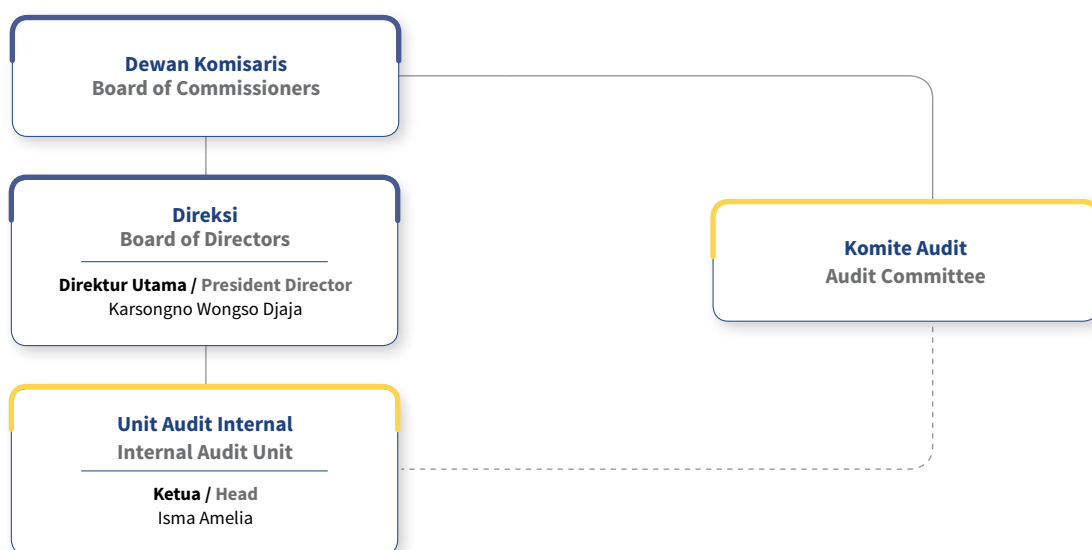 Dewan Komisaris
Board of Commissioners
Direksi
Board of Directors
Direktur Utama / President Director
Karsongno Wongso Djaja
Komite Audit
Audit Committee
Unit Audit Internal
Internal Audit Unit
Ketua / Head
Isma Amelia